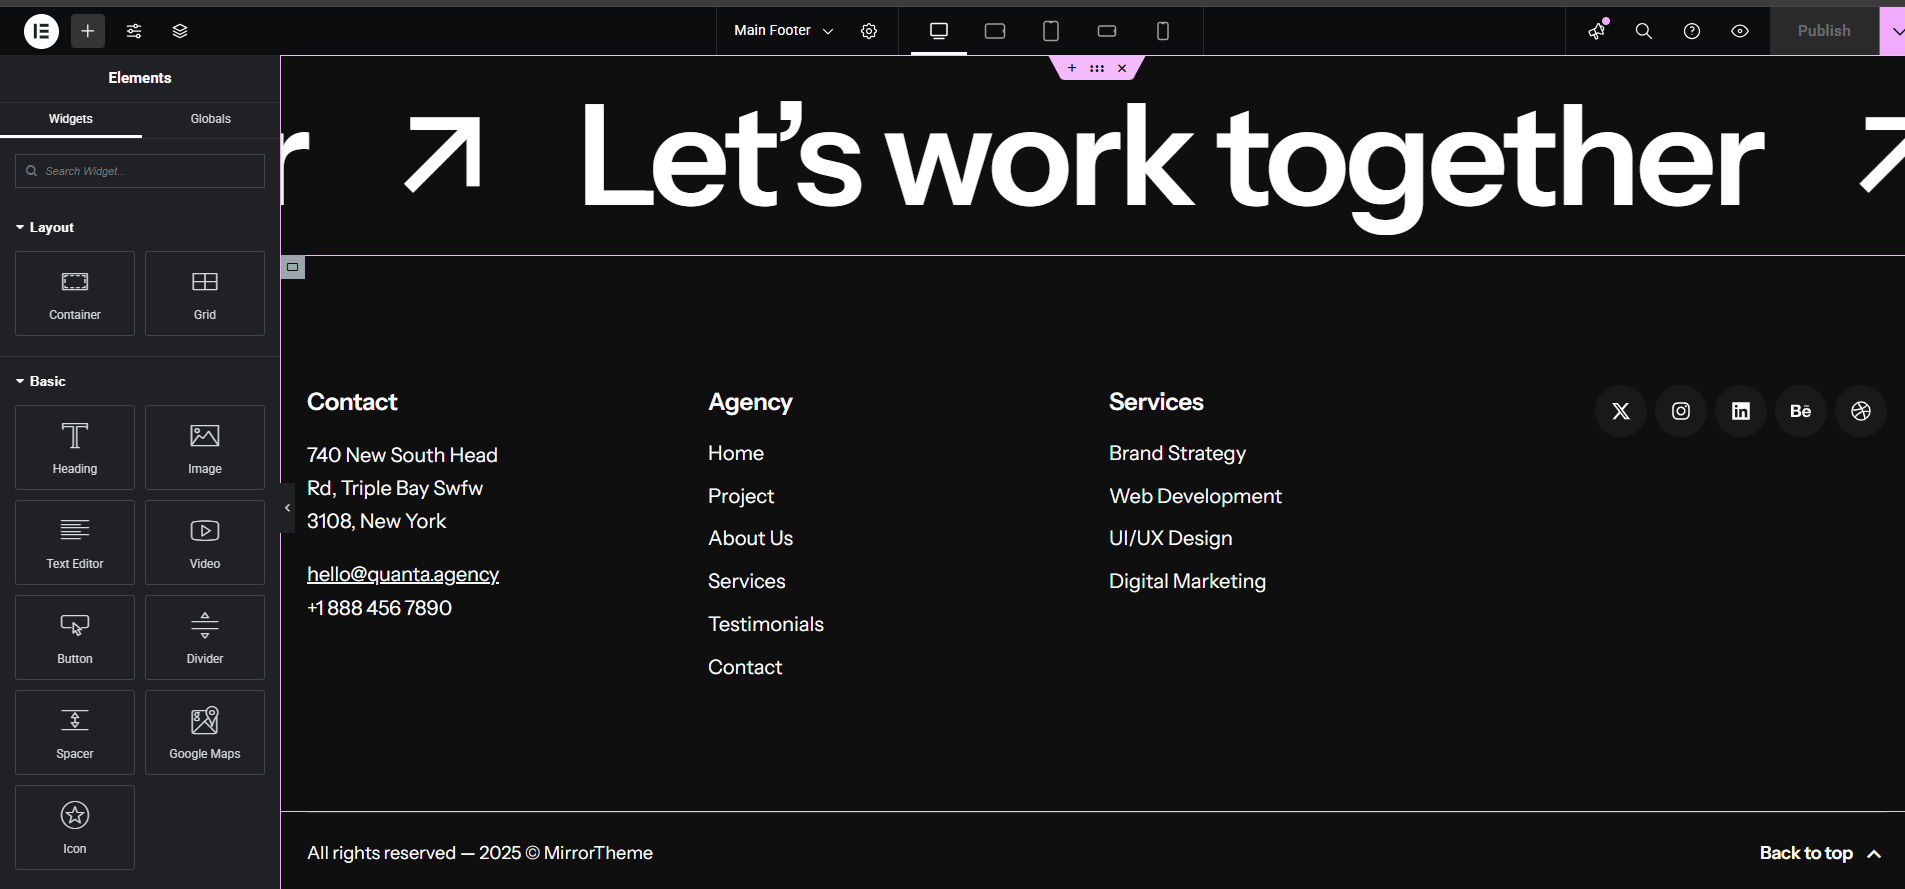 Main Footer
Publish
Elements
Widgets
Globals
Search Widget...
Layout
Container
Grid
Basic
Heading
Image
Text Editor
Video
Button
Divider
Spacer
Google Maps
Icon
r
Let’s work together
Contact
740 New South Head
Rd, Triple Bay Swfw
3108, New York
hello@quanta.agency
+1 888 456 7890
Agency
Home
Project
About Us
Services
Testimonials
Contact
Services
Brand Strategy
Web Development
UI/UX Design
Digital Marketing
All rights reserved — 2025 © MirrorTheme
Back to top